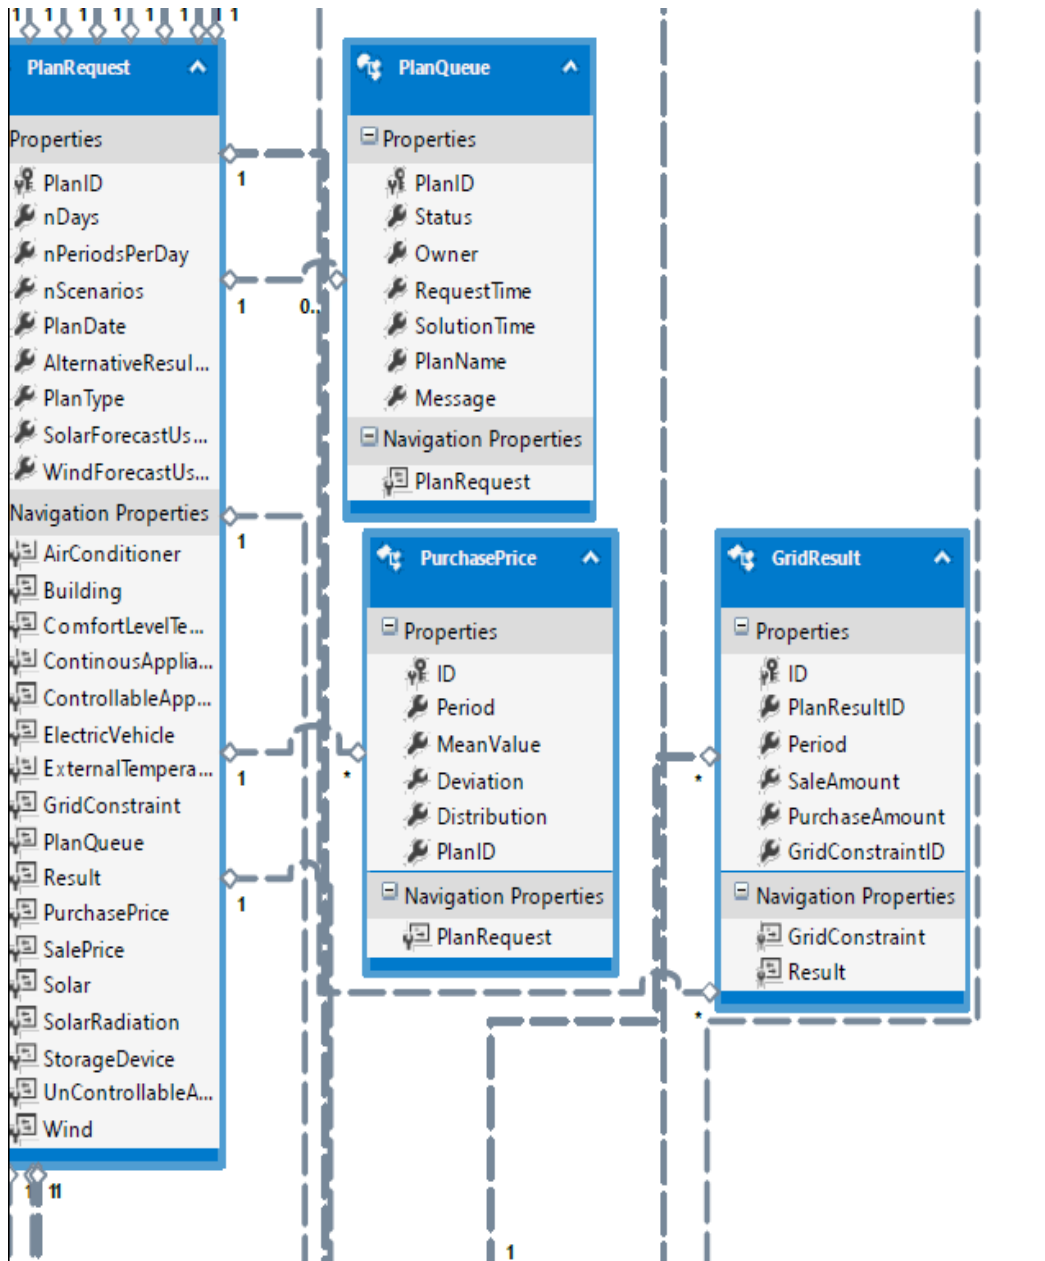 1 1 1 1 1 1 1
PlanRequest
Properties
PlanID
nDays
nPeriodsPerDay
nScenarios
PlanDate
AlternativeResul...
PlanType
SolarForecastUs...
WindForecastUs...
Navigation Properties
AirConditioner
Building
ComfortLevelTe...
ContinousApplia...
ControllableApp...
ElectricVehicle
ExternalTempera...
GridConstraint
PlanQueue
Result
PurchasePrice
SalePrice
Solar
SolarRadiation
StorageDevice
UnControllableA...
Wind
1 11
1
1
0..
1
1
*
1
PlanQueue
Properties
PlanID
Status
Owner
RequestTime
SolutionTime
PlanName
Message
Navigation Properties
PlanRequest
PurchasePrice
Properties
ID
Period
MeanValue
Deviation
Distribution
PlanID
Navigation Properties
PlanRequest
GridResult
Properties
ID
PlanResultID
Period
SaleAmount
PurchaseAmount
GridConstraintID
Navigation Properties
GridConstraint
Result
*
*
1